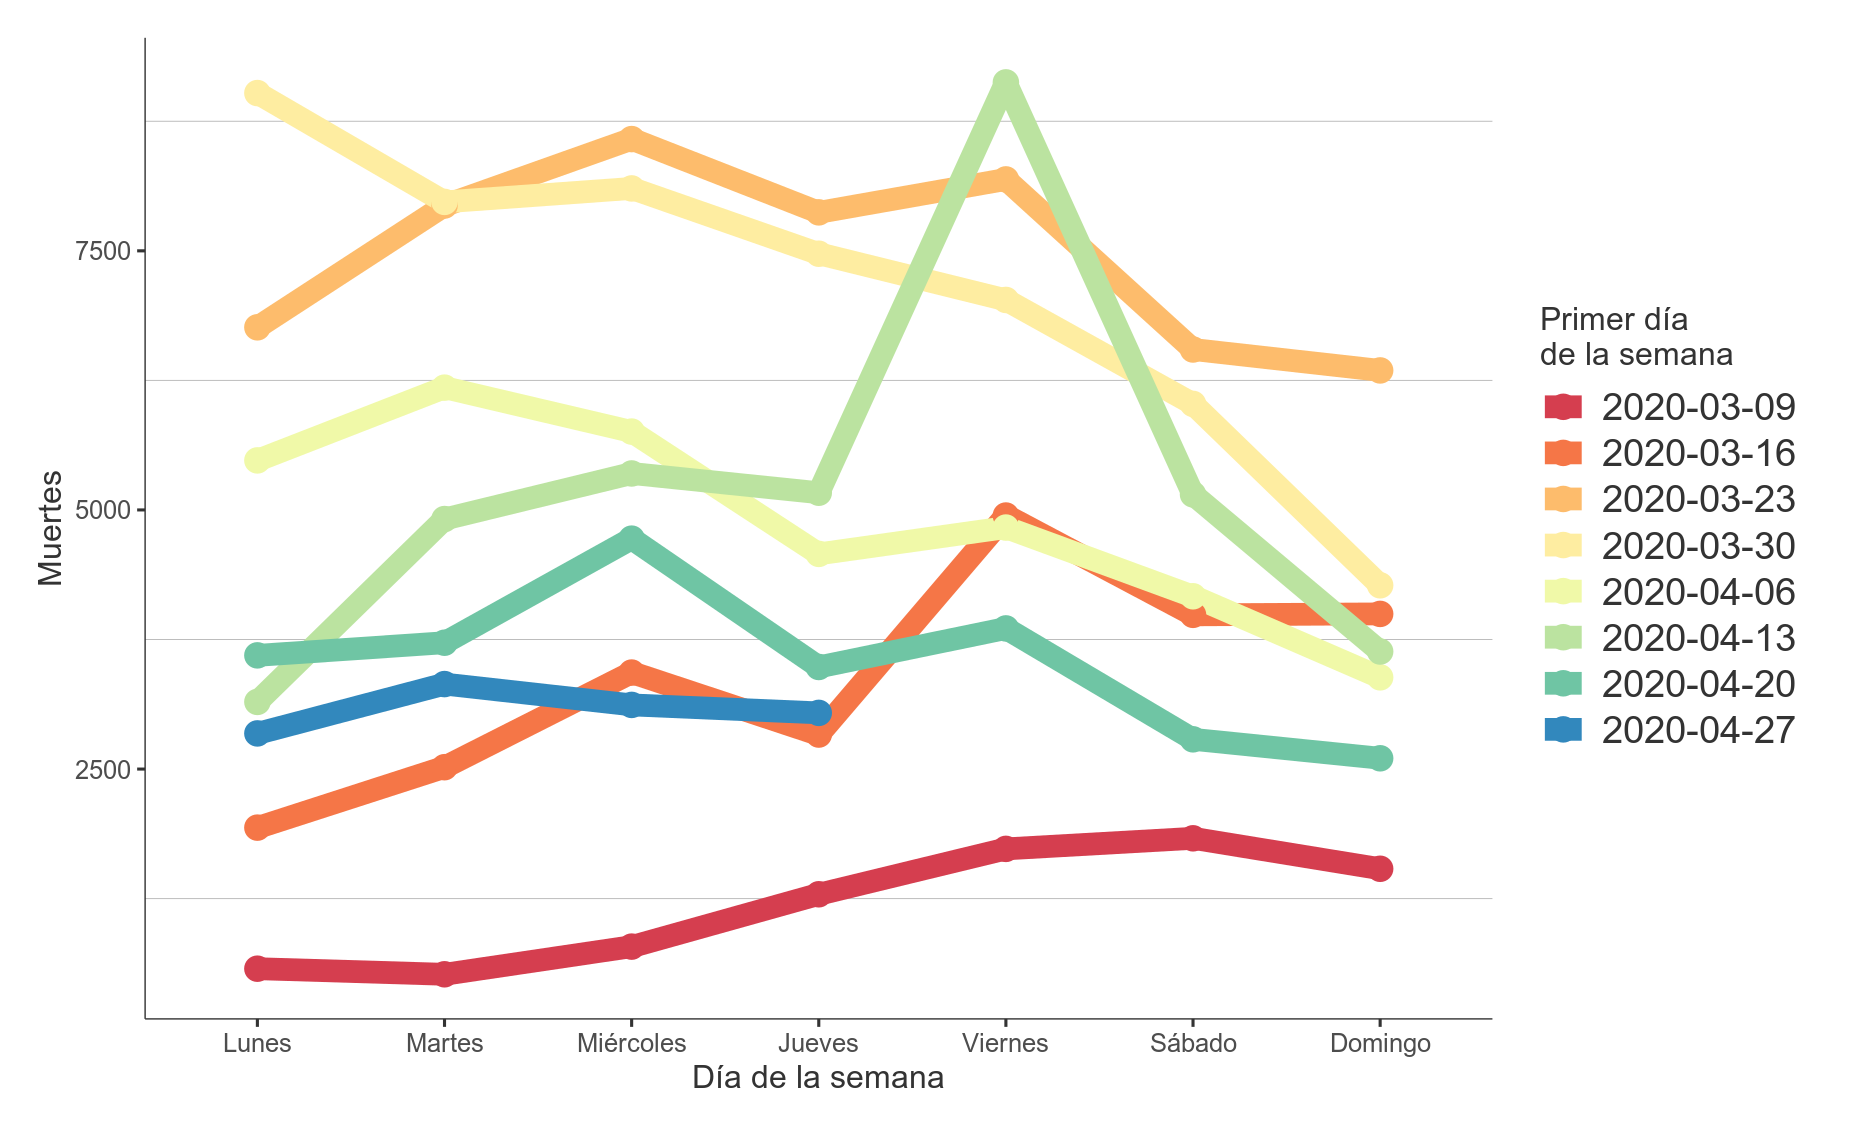 7500
5000
2500
Muertes
Lunes
Martes
Miércoles
Jueves
Viernes
Sábado
Domingo
Día de la semana
Primer día
de la semana
2020-03-09
2020-03-16
2020-03-23
2020-03-30
2020-04-06
2020-04-13
2020-04-20
2020-04-27